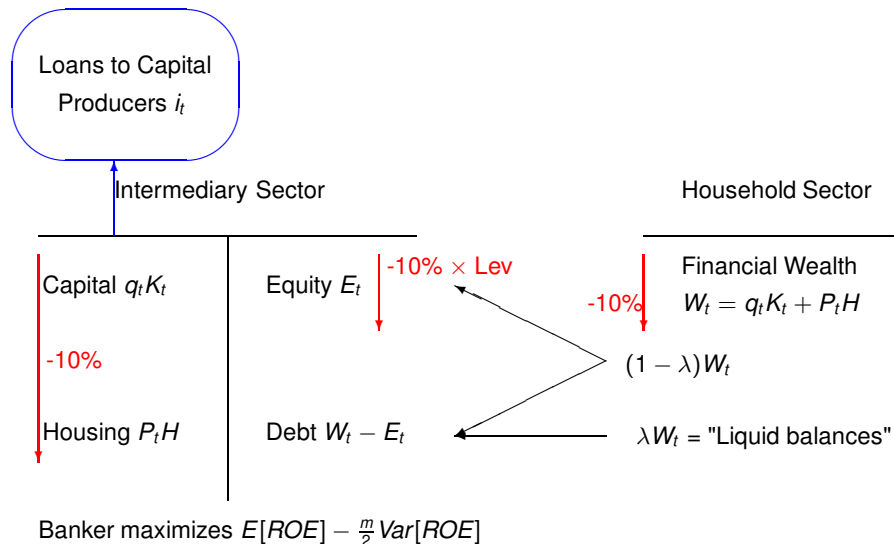 Loans to Capital
Producers i_t
Intermediary Sector
Household Sector
Capital q_tK_t
Equity E_t
-10% × Lev
-10%
Financial Wealth
W_t = q_tK_t + P_tH
-10%
(1 − λ)W_t
Housing P_tH
Debt W_t − E_t
λW_t = "Liquid balances"
Banker maximizes E[ROE] − \frac{m}{2}Var[ROE]